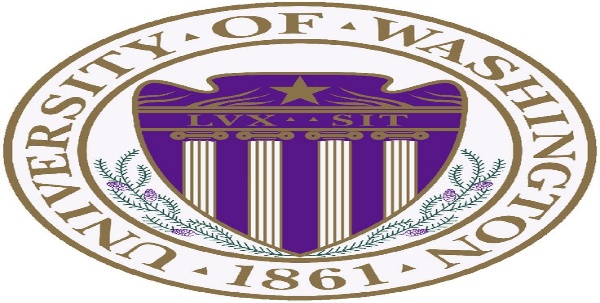 UNIVERSITY ▲ OF ▲ WASHINGTON
LVX ▲ ▲ SIT
▲ 1861 ▲